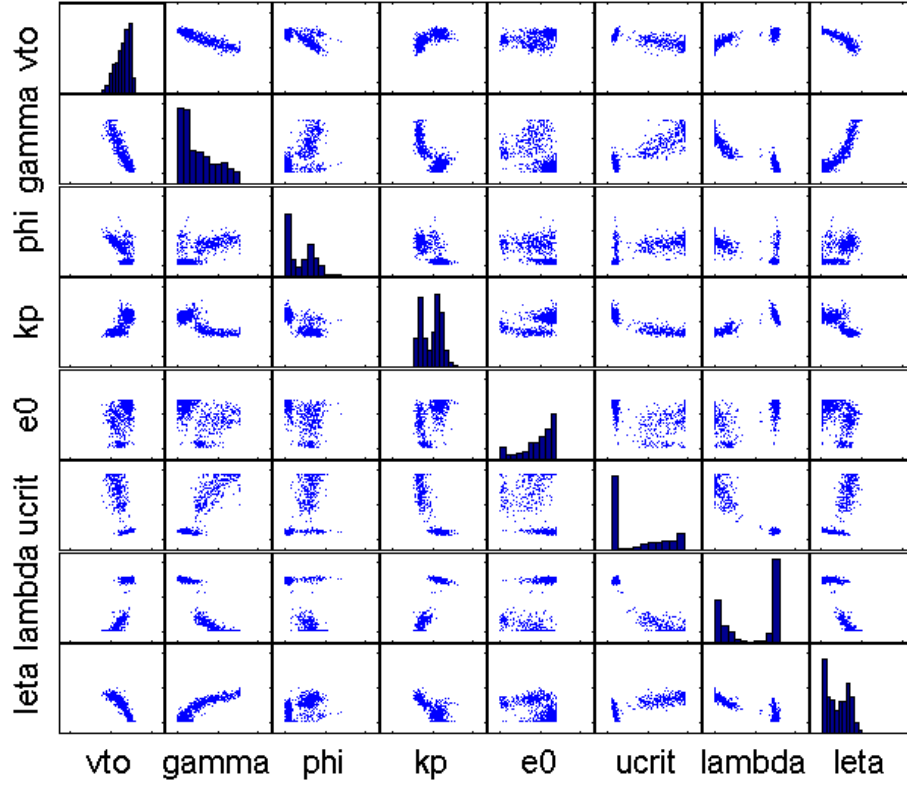 vto
gamma
phi
kp
e0
ucrit
lambda
leta
vto gamma phi kp e0 ucrit lambda leta